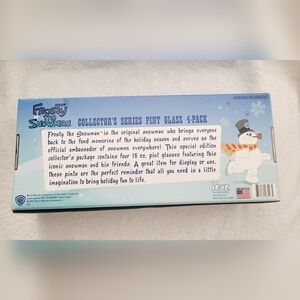 Frosty
the
Snowman
COLLECTOR'S SERIES PINT GLASS 4-PACK
Frosty the Snowman™ is the original snowman who brings everyone
back to the fond memories of the holiday season and serves as the
official ambassador of snowmen everywhere! This special edition
collector's package contains four 16 oz. pint glasses featuring this
iconic snowman and his friends. A great item for display or use,
these pints are the perfect reminder that all you need is a little
imagination to bring holiday fun to life.